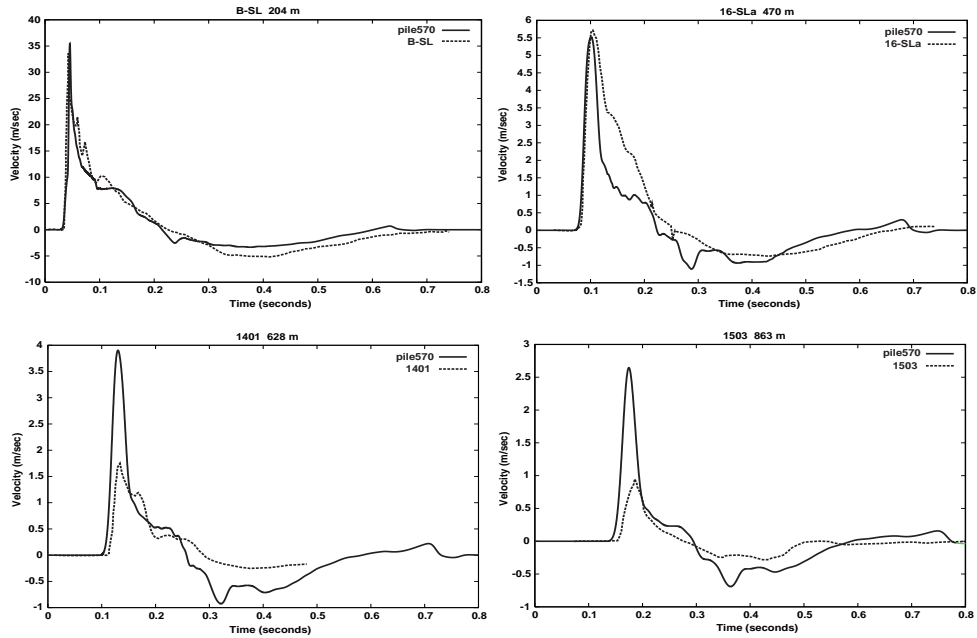 B-SL 204 m
pile570
B-SL
Velocity (m/sec)
40
35
30
25
20
15
10
5
0
-5
-10
0 0.1 0.2 0.3 0.4 0.5 0.6 0.7 0.8
Time (seconds)
16-SLa 470 m
pile570
16-SLa
Velocity (m/sec)
6
5.5
5
4.5
4
3.5
3
2.5
2
1.5
1
0.5
0
-0.5
-1
-1.5
0 0.1 0.2 0.3 0.4 0.5 0.6 0.7 0.8
Time (seconds)
1401 628 m
pile570
1401
Velocity (m/sec)
4
3.5
3
2.5
2
1.5
1
0.5
0
-0.5
-1
0 0.1 0.2 0.3 0.4 0.5 0.6 0.7 0.8
Time (seconds)
1503 863 m
pile570
1503
Velocity (m/sec)
3
2.5
2
1.5
1
0.5
0
-0.5
-1
0 0.1 0.2 0.3 0.4 0.5 0.6 0.7 0.8
Time (seconds)